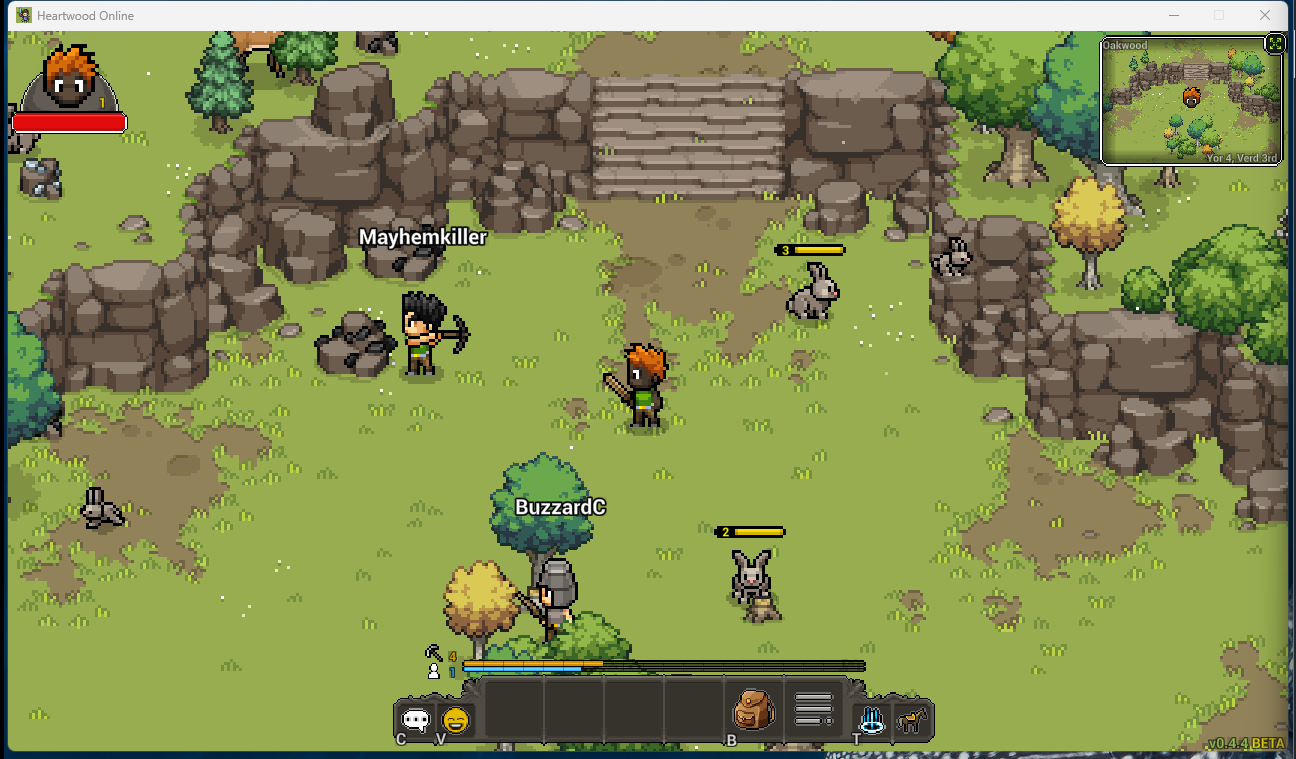 Heartwood Online
Oakwood
1
Yor 4, Verd 3rd
Mayhemkiller
3
BuzzardC
2
4
1
C
V
B
T
v0.4.4 BETA